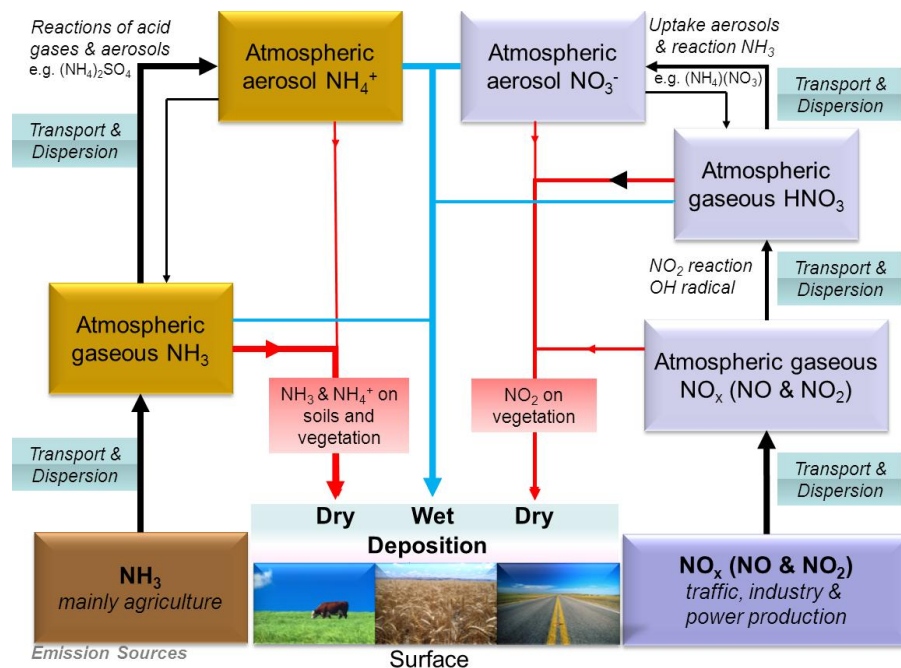 Reactions of acid
gases & aerosols
e.g. (NH₄)₂SO₄
Atmospheric
aerosol NH₄⁺
Atmospheric
aerosol NO₃⁻
Uptake aerosols
& reaction NH₃
e.g. (NH₄)(NO₃)
Transport &
Dispersion
Transport &
Dispersion
Atmospheric
gaseous HNO₃
NO₂ reaction
OH radical
Transport &
Dispersion
Atmospheric
gaseous NH₃
Atmospheric gaseous
NOₓ (NO & NO₂)
NH₃ & NH₄⁺ on
soils and
vegetation
NO₂ on
vegetation
Transport &
Dispersion
Transport &
Dispersion
Dry Wet Dry
Deposition
NH₃
mainly agriculture
NOₓ (NO & NO₂)
traffic, industry &
power production
Emission Sources
Surface